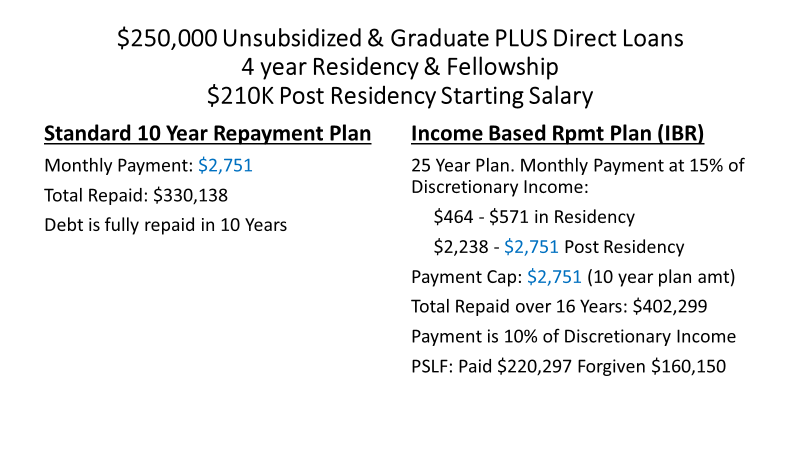 $250,000 Unsubsidized & Graduate PLUS Direct Loans
4 year Residency & Fellowship
$210K Post Residency Starting Salary
Standard 10 Year Repayment Plan
Monthly Payment: $2,751
Total Repaid: $330,138
Debt is fully repaid in 10 Years
Income Based Rpmt Plan (IBR)
25 Year Plan. Monthly Payment at 15% of
Discretionary Income:
$464 - $571 in Residency
$2,238 - $2,751 Post Residency
Payment Cap: $2,751 (10 year plan amt)
Total Repaid over 16 Years: $402,299
Payment is 10% of Discretionary Income
PSLF: Paid $220,297 Forgiven $160,150